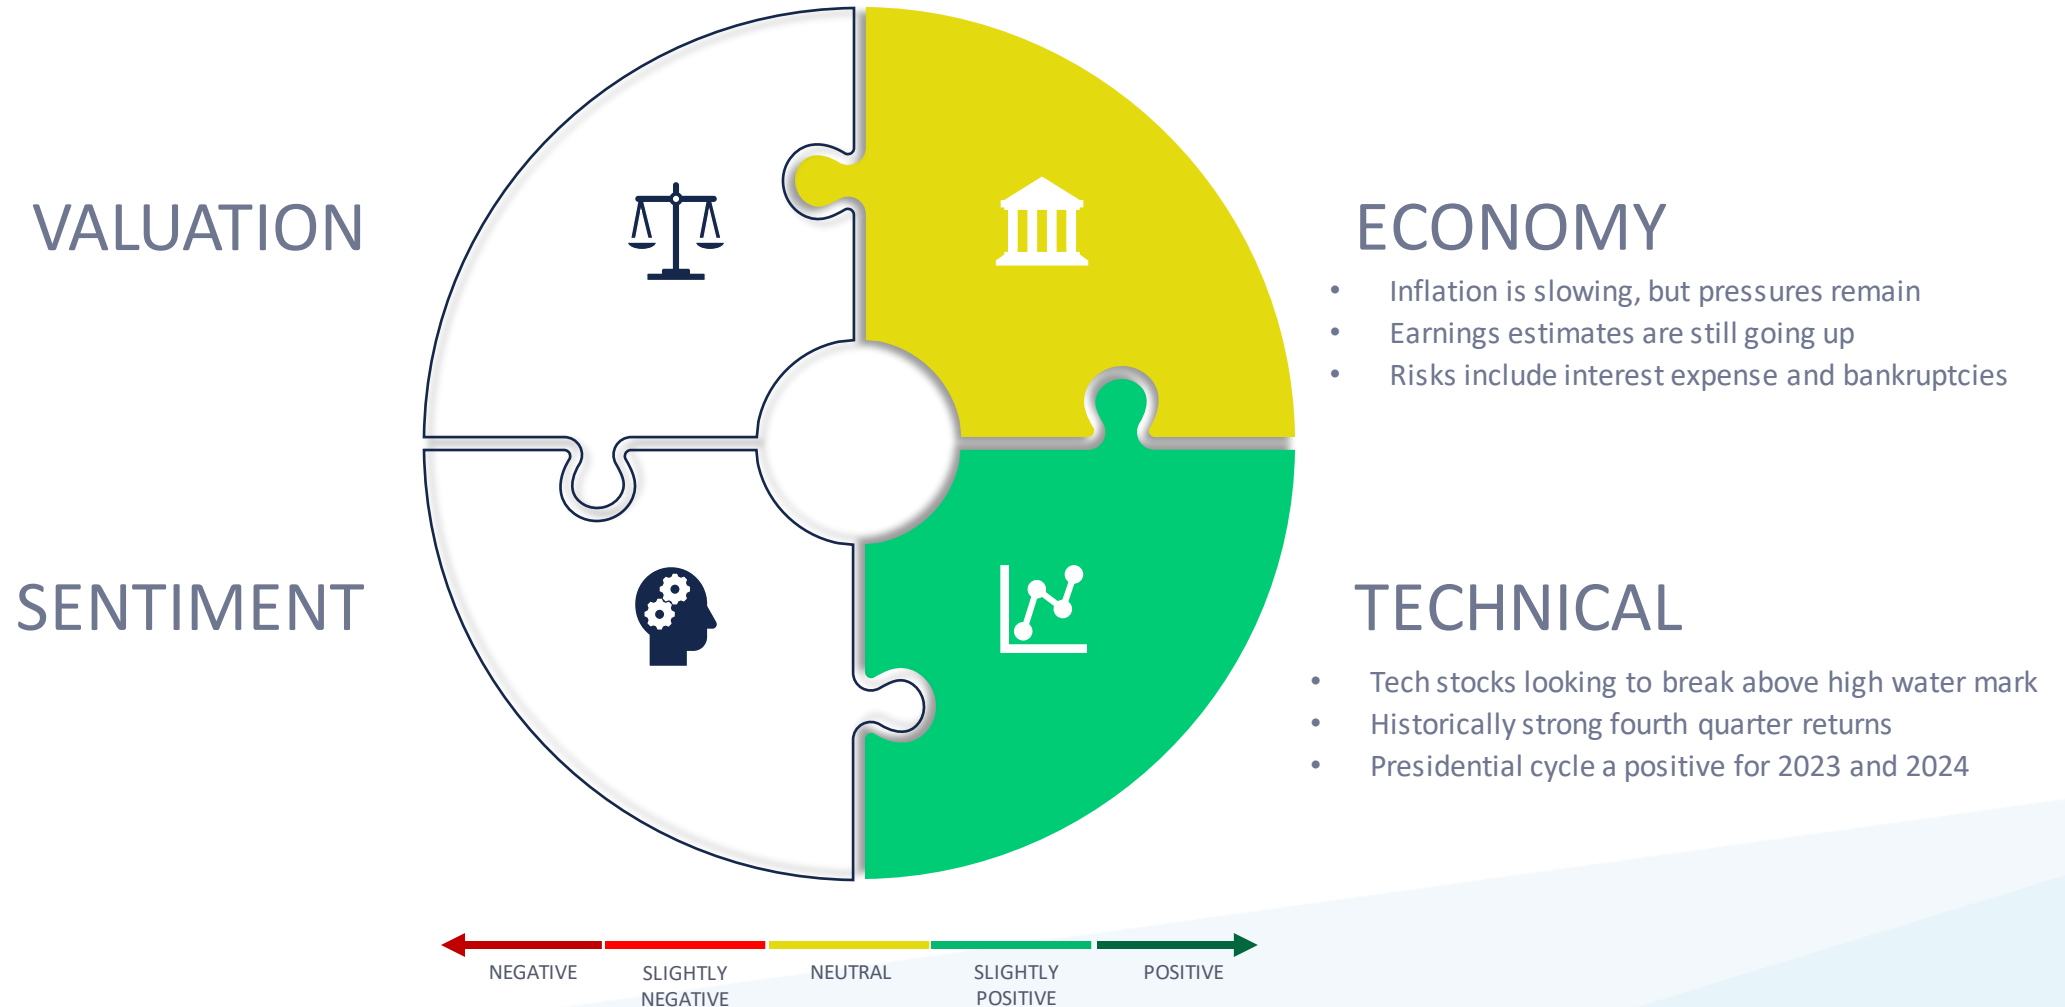 VALUATION
ECONOMY
• Inflation is slowing, but pressures remain
• Earnings estimates are still going up
• Risks include interest expense and bankruptcies
SENTIMENT
TECHNICAL
• Tech stocks looking to break above high water mark
• Historically strong fourth quarter returns
• Presidential cycle a positive for 2023 and 2024
NEGATIVE
SLIGHTLY
NEGATIVE
NEUTRAL
SLIGHTLY
POSITIVE
POSITIVE